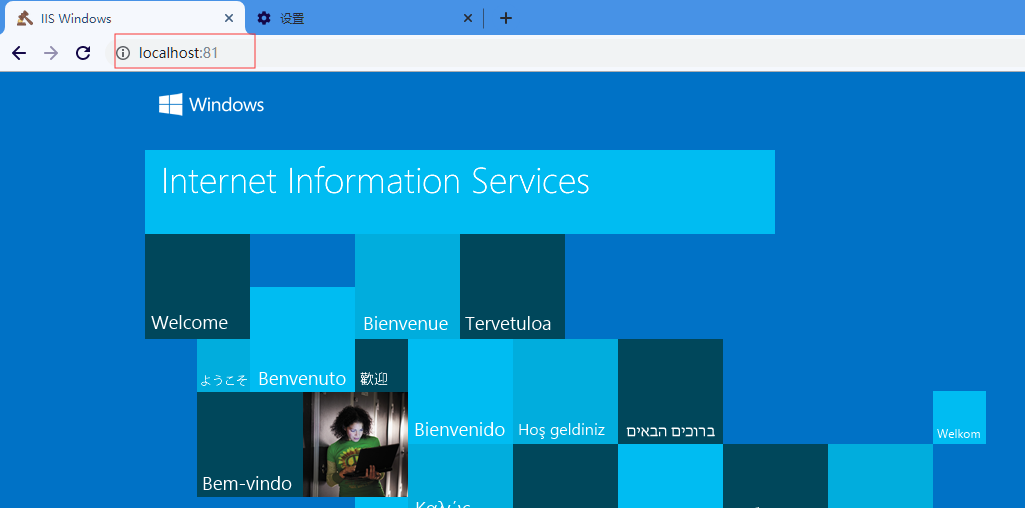 IIS Windows
设置
localhost:81
Windows
Internet Information Services
Welcome
Bienvenue
Tervetuloa
ようこそ
Benvenuto
歡迎
Bienvenido
Hoş geldiniz
ברוכים הבאים
Welkom
Bem-vindo
Καλώς